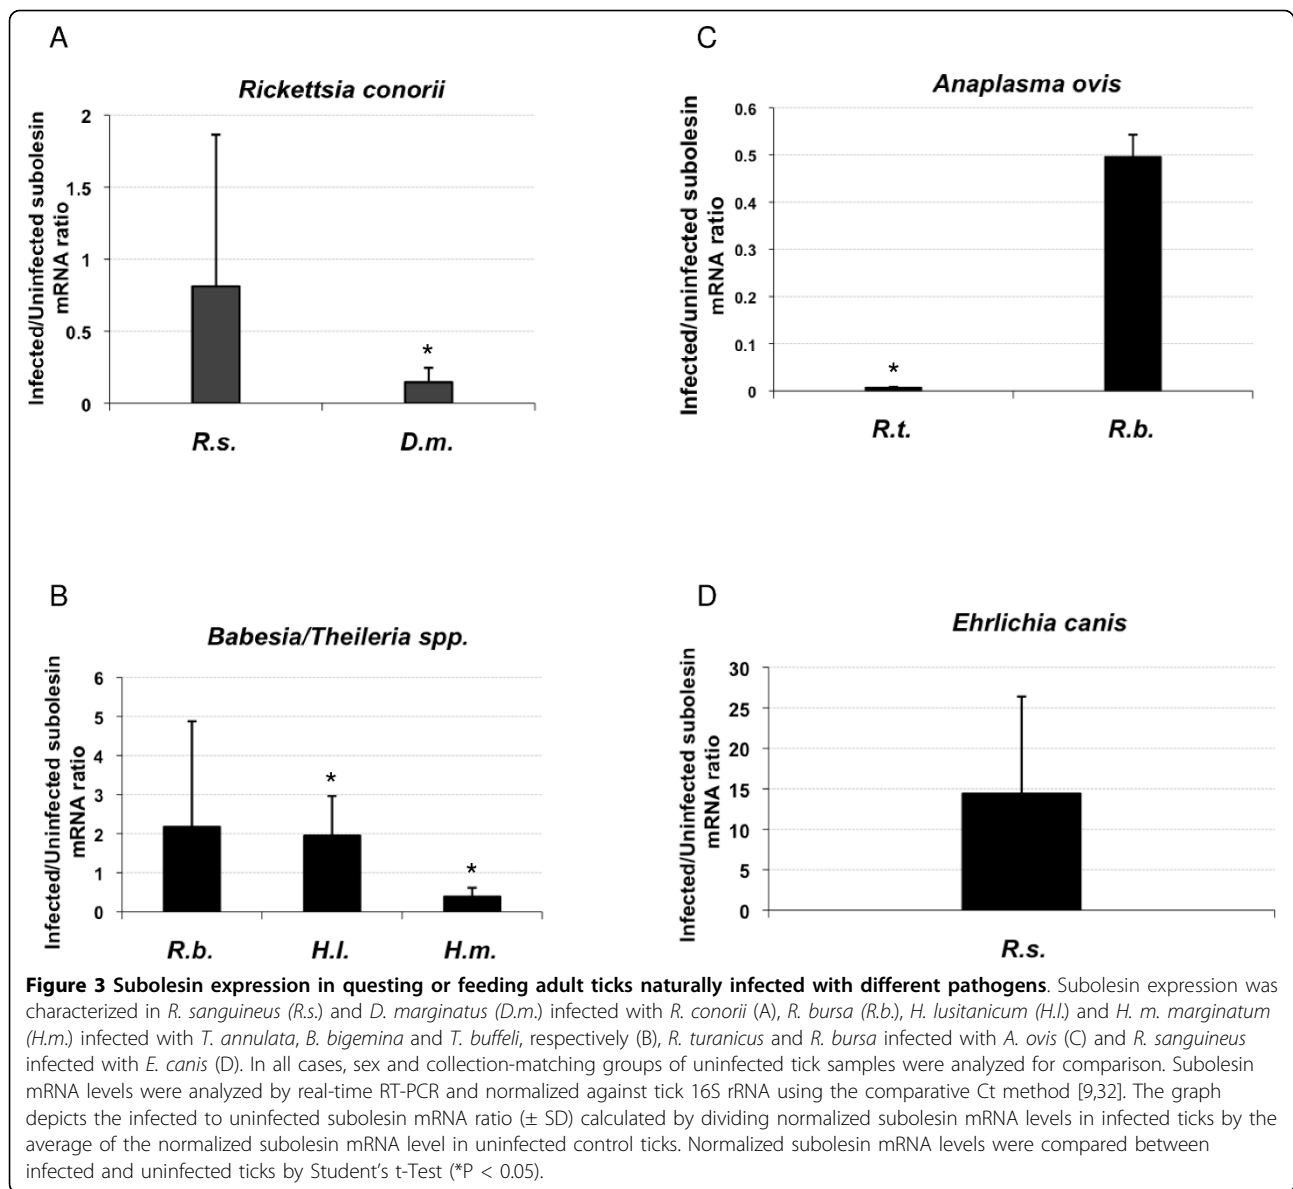 A
Rickettsia conorii
Infected/Uninfected subolesin
mRNA ratio
2
1.5
1
0.5
0
*
R.s.
D.m.
C
Anaplasma ovis
Infected/uninfected subolesin
mRNA ratio
0.6
0.5
0.4
0.3
0.2
0.1
0
*
R.t.
R.b.
B
Babesia/Theileria spp.
Infected/Uninfected subolesin
mRNA ratio
6
5
4
3
2
1
0
*
*
R.b.
H.l.
H.m.
D
Ehrlichia canis
Infected/Uninfected subolesin
mRNA ratio
30
25
20
15
10
5
0
R.s.
Figure 3 Subolesin expression in questing or feeding adult ticks naturally infected with different pathogens. Subolesin expression was
characterized in R. sanguineus (R.s.) and D. marginatus (D.m.) infected with R. conorii (A), R. bursa (R.b.), H. lusitanicum (H.l.) and H. m. marginatum
(H.m.) infected with T. annulata, B. bigemina and T. buffeli, respectively (B), R. turanicus and R. bursa infected with A. ovis (C) and R. sanguineus
infected with E. canis (D). In all cases, sex and collection-matching groups of uninfected tick samples were analyzed for comparison. Subolesin
mRNA levels were analyzed by real-time RT-PCR and normalized against tick 16S rRNA using the comparative Ct method [9,32]. The graph
depicts the infected to uninfected subolesin mRNA ratio (± SD) calculated by dividing normalized subolesin mRNA levels in infected ticks by the
average of the normalized subolesin mRNA level in uninfected control ticks. Normalized subolesin mRNA levels were compared between
infected and uninfected ticks by Student's t-Test (*P < 0.05).